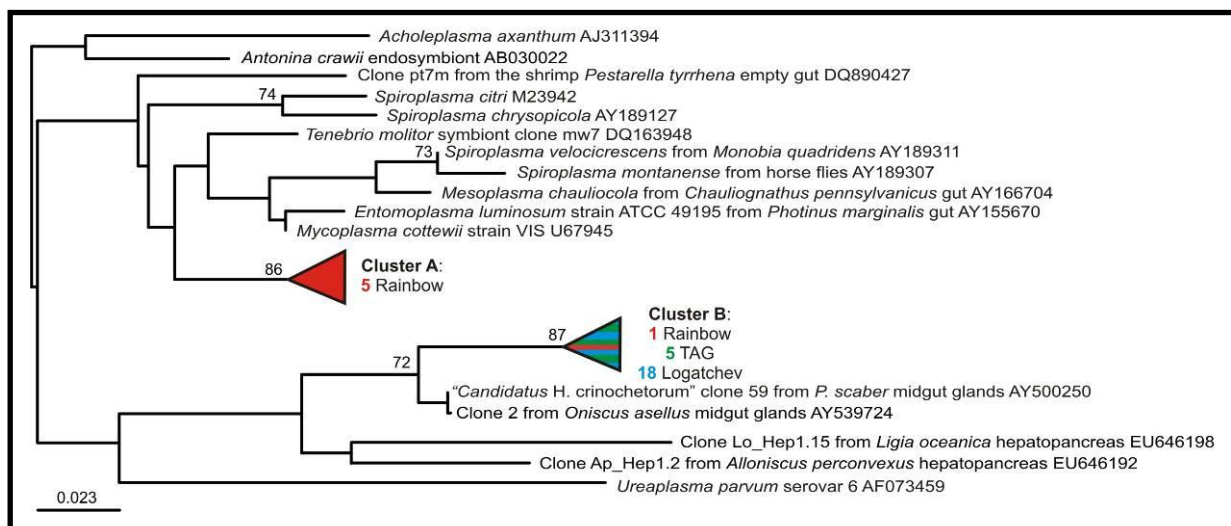 Acholeplasma axanthum AJ311394
Antonina crawii endosymbiont AB030022
Clone pt7m from the shrimp Pestarella tyrrhena empty gut DQ890427
74
Spiroplasma citri M23942
Spiroplasma chrysopicola AY189127
Tenebrio molitor symbiont clone mw7 DQ163948
73
Spiroplasma velocicrescens from Monobia quadridens AY189311
Spiroplasma montanense from horse flies AY189307
Mesoplasma chauliocola from Chauliognathus pennsylvanicus gut AY166704
Entomoplasma luminosum strain ATCC 49195 from Photinus marginalis gut AY155670
Mycoplasma cottewii strain VIS U67945
86
Cluster A:
5 Rainbow
Cluster B:
87
1 Rainbow
5 TAG
72
18 Logatchev
"Candidatus H. crinochetorum" clone 59 from P. scaber midgut glands AY500250
Clone 2 from Oniscus asellus midgut glands AY539724
Clone Lo_Hep1.15 from Ligia oceanica hepatopancreas EU646198
Clone Ap_Hep1.2 from Alloniscus perconvexus hepatopancreas EU646192
Ureaplasma parvum serovar 6 AF073459
0.023